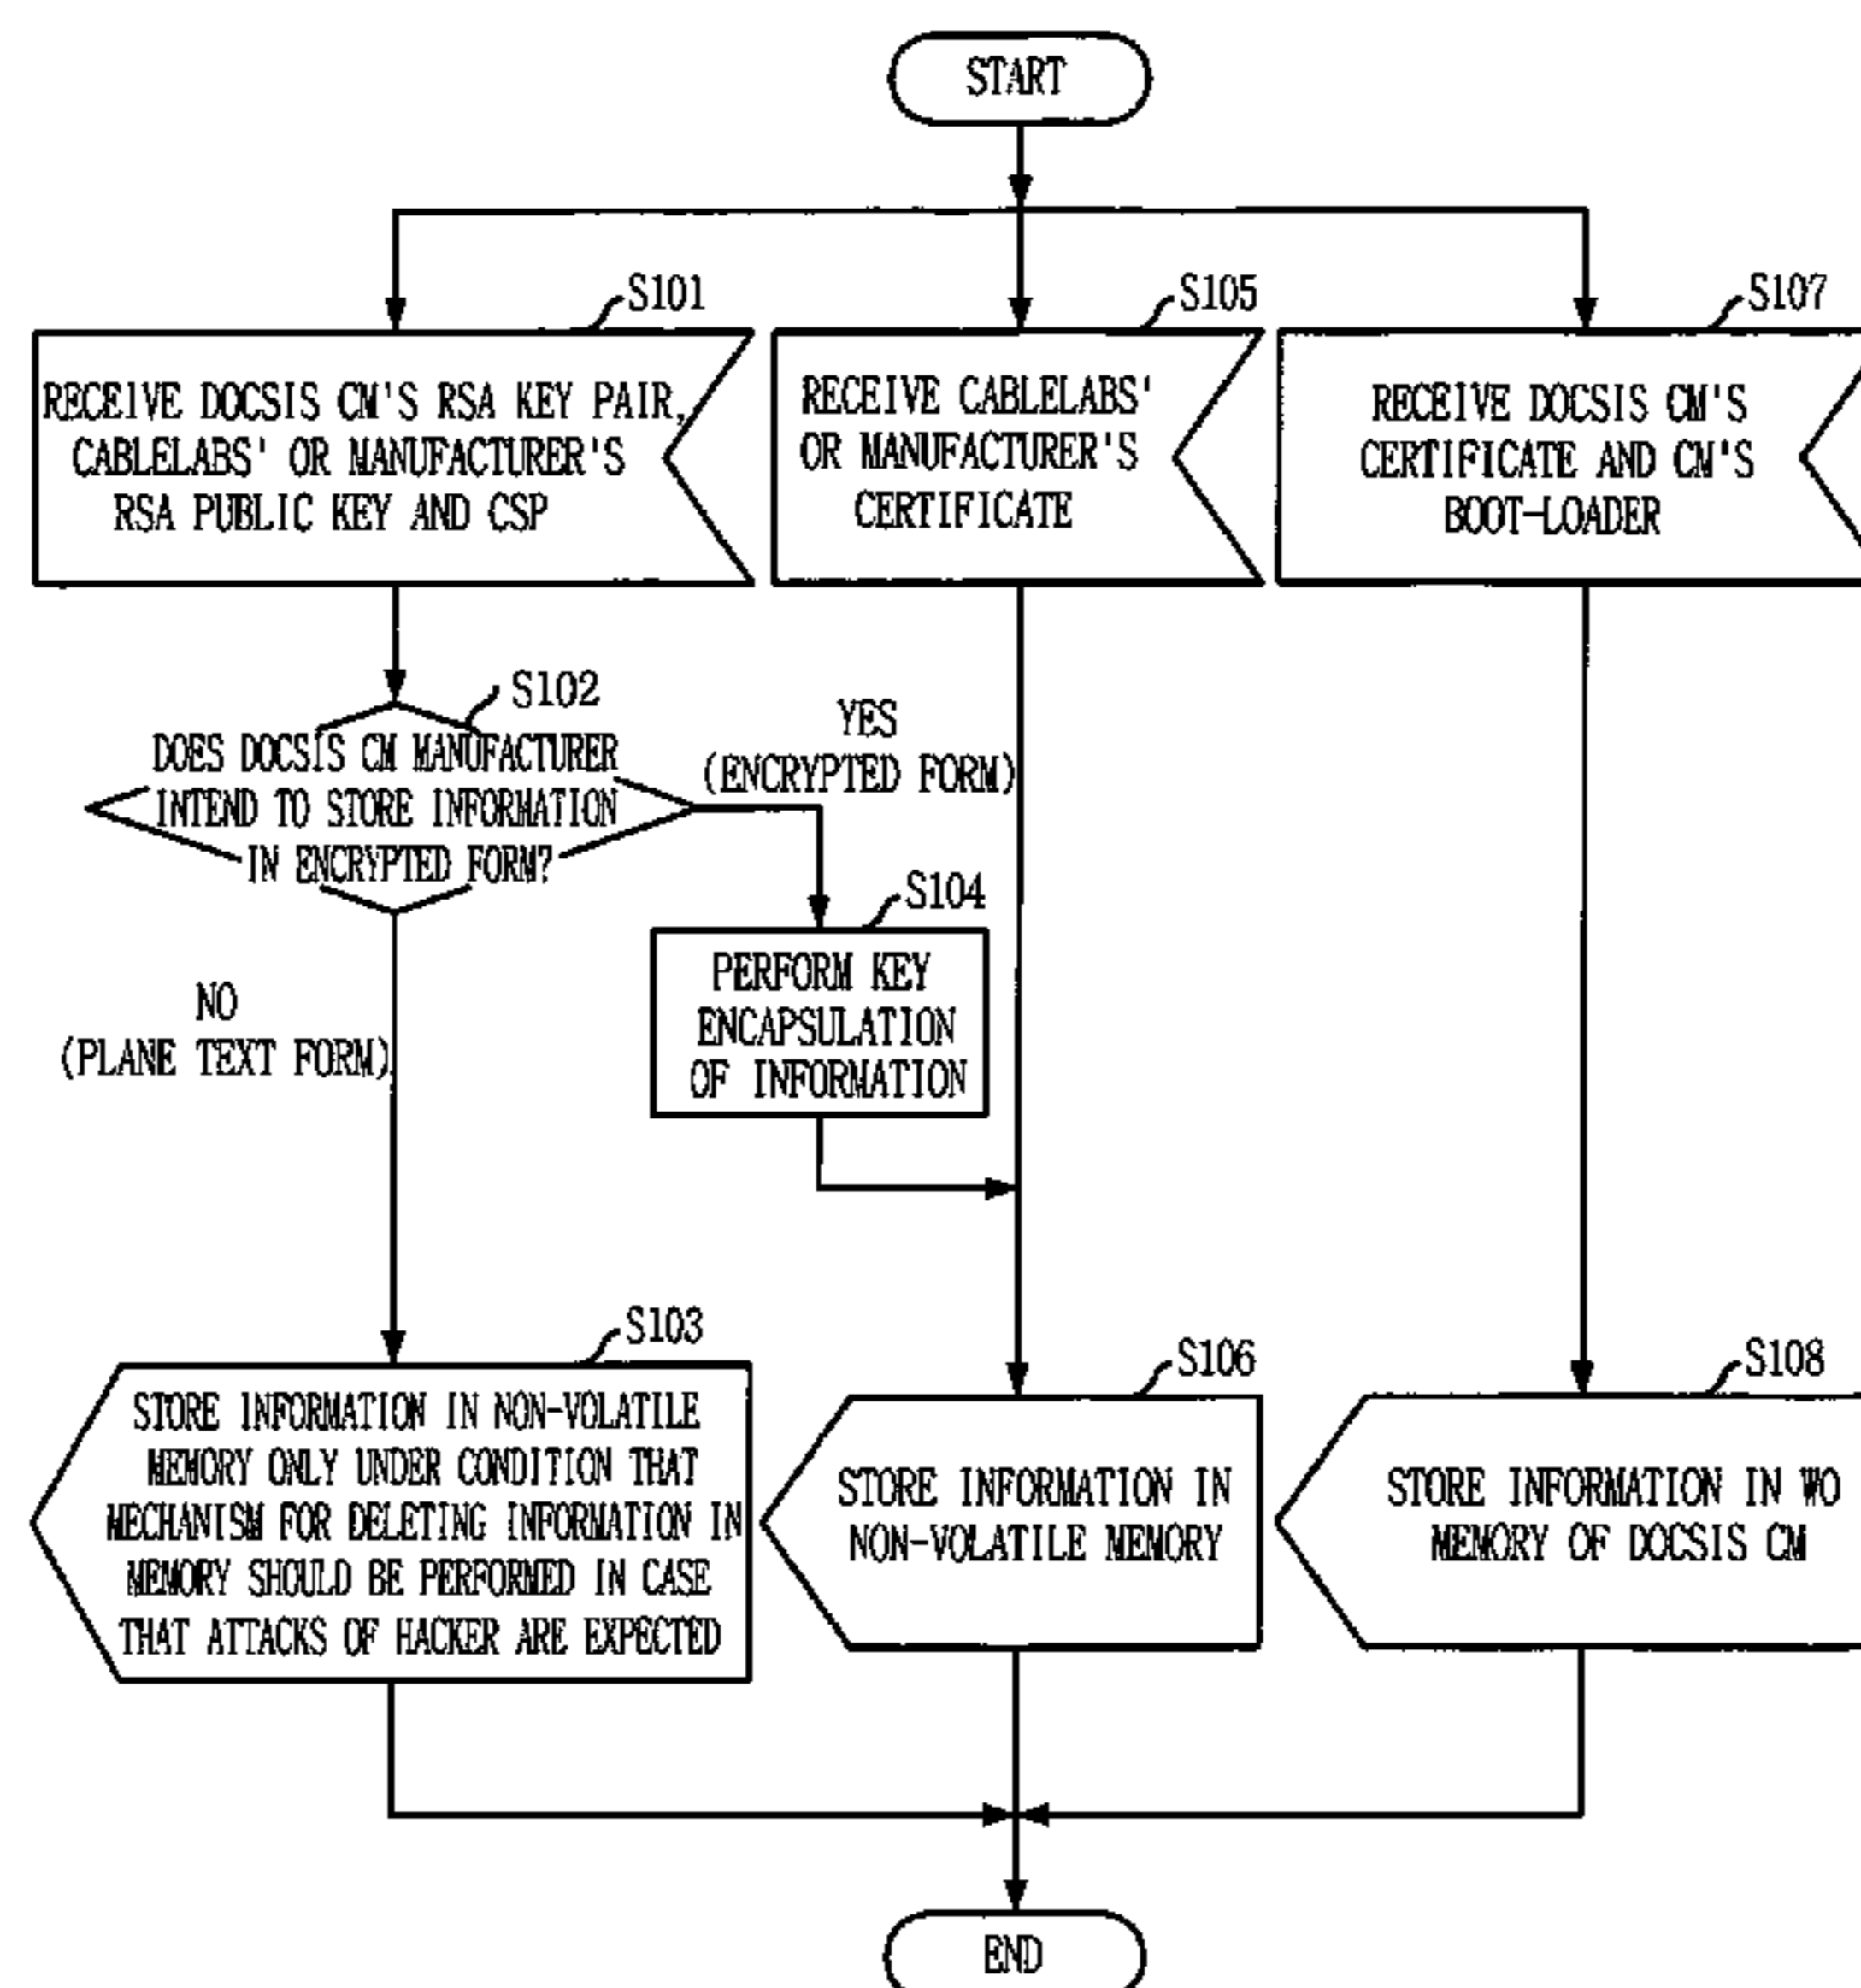 START
S101
RECEIVE DOCSIS CM'S RSA KEY PAIR,
CABLELABS' OR MANUFACTURER'S
RSA PUBLIC KEY AND CSP
S105
RECEIVE CABLELABS'
OR MANUFACTURER'S
CERTIFICATE
S107
RECEIVE DOCSIS CM'S
CERTIFICATE AND CM'S
BOOT-LOADER
S102
DOES DOCSIS CM MANUFACTURER
INTEND TO STORE INFORMATION
IN ENCRYPTED FORM?
YES
(ENCRYPTED FORM)
S104
PERFORM KEY
ENCAPSULATION
OF INFORMATION
NO
(PLANE TEXT FORM)
S103
STORE INFORMATION IN NON-VOLATILE
MEMORY ONLY UNDER CONDITION THAT
MECHANISM FOR DELETING INFORMATION IN
MEMORY SHOULD BE PERFORMED IN CASE
THAT ATTACKS OF HACKER ARE EXPECTED
S106
STORE INFORMATION IN
NON-VOLATILE MEMORY
S108
STORE INFORMATION IN WO
MEMORY OF DOCSIS CM
END